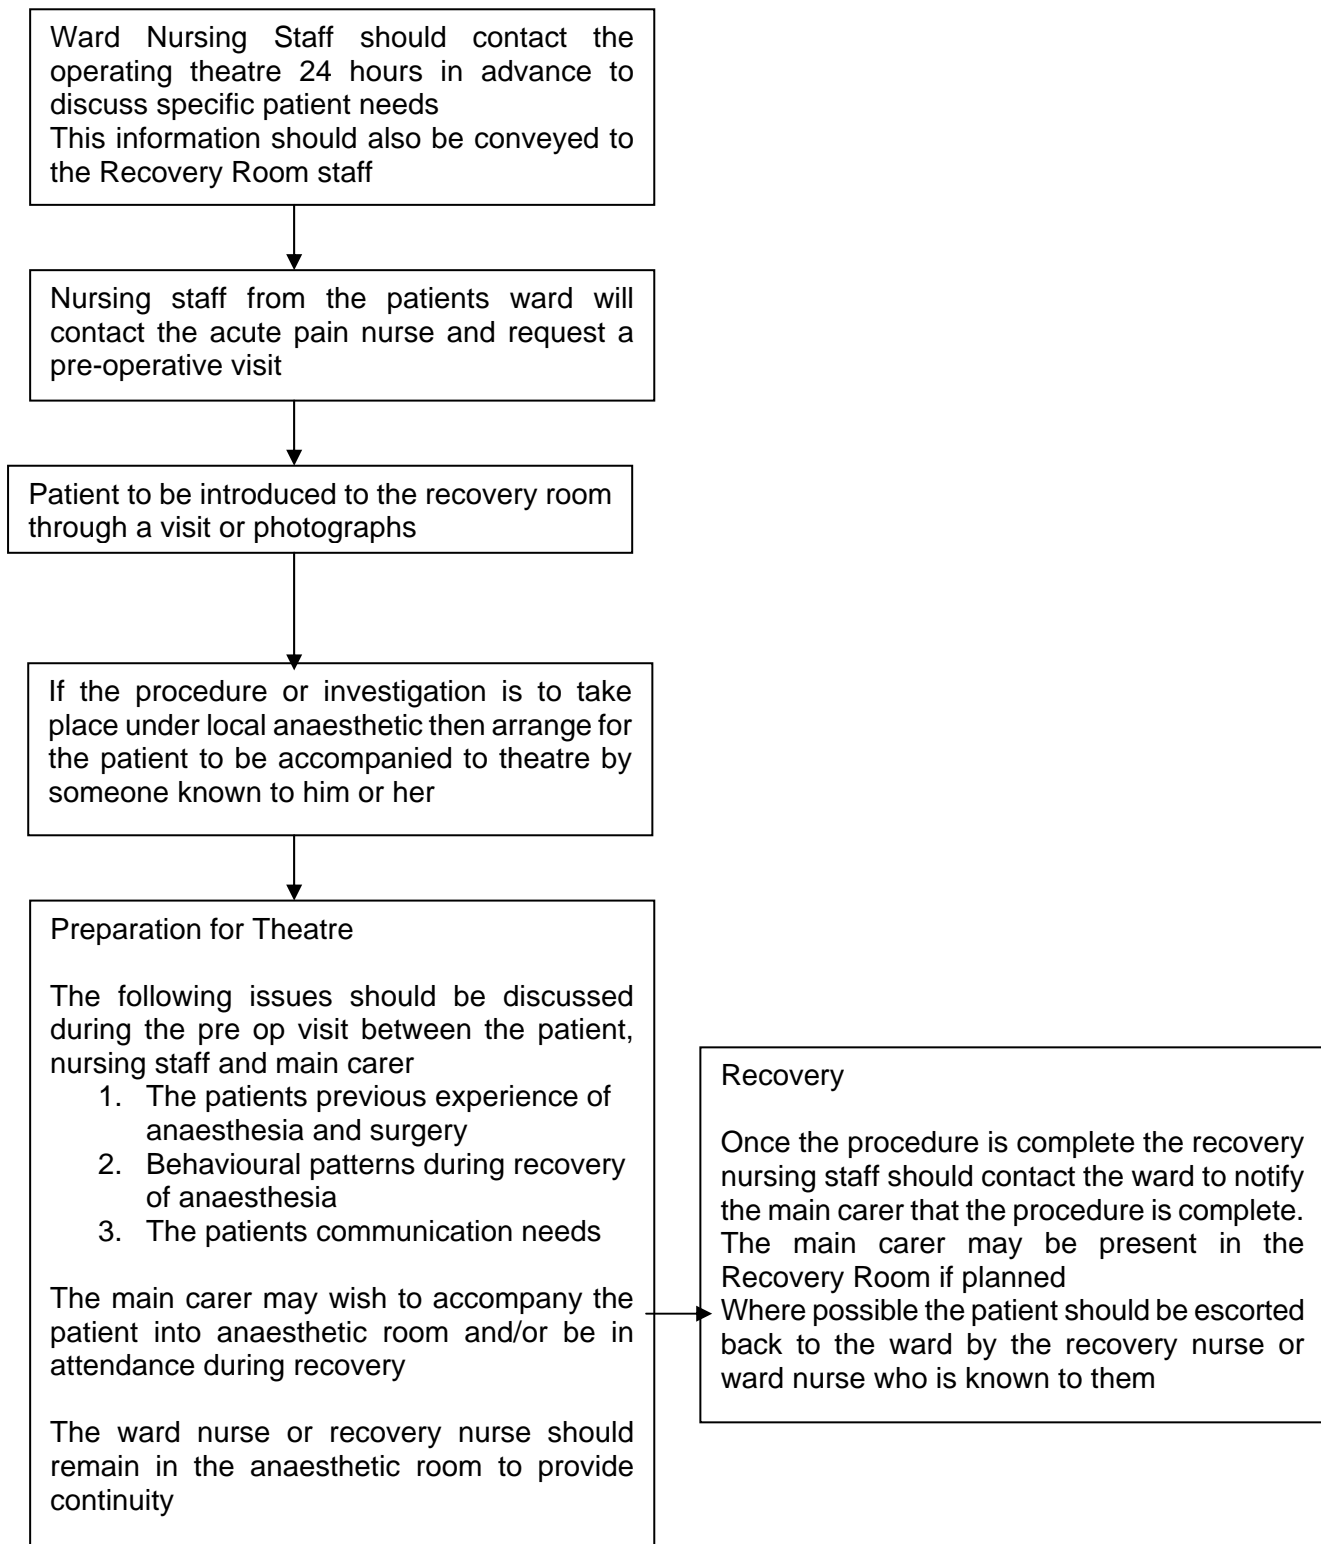 Ward Nursing Staff should contact the
operating theatre 24 hours in advance to
discuss specific patient needs
This information should also be conveyed to
the Recovery Room staff
Nursing staff from the patients ward will
contact the acute pain nurse and request a
pre-operative visit
Patient to be introduced to the recovery room
through a visit or photographs
If the procedure or investigation is to take
place under local anaesthetic then arrange for
the patient to be accompanied to theatre by
someone known to him or her
Preparation for Theatre
The following issues should be discussed
during the pre op visit between the patient,
nursing staff and main carer
1. The patients previous experience of
anaesthesia and surgery
2. Behavioural patterns during recovery
of anaesthesia
3. The patients communication needs
The main carer may wish to accompany the
patient into anaesthetic room and/or be in
attendance during recovery
The ward nurse or recovery nurse should
remain in the anaesthetic room to provide
continuity
Recovery
Once the procedure is complete the recovery
nursing staff should contact the ward to notify
the main carer that the procedure is complete.
The main carer may be present in the
Recovery Room if planned
Where possible the patient should be escorted
back to the ward by the recovery nurse or
ward nurse who is known to them